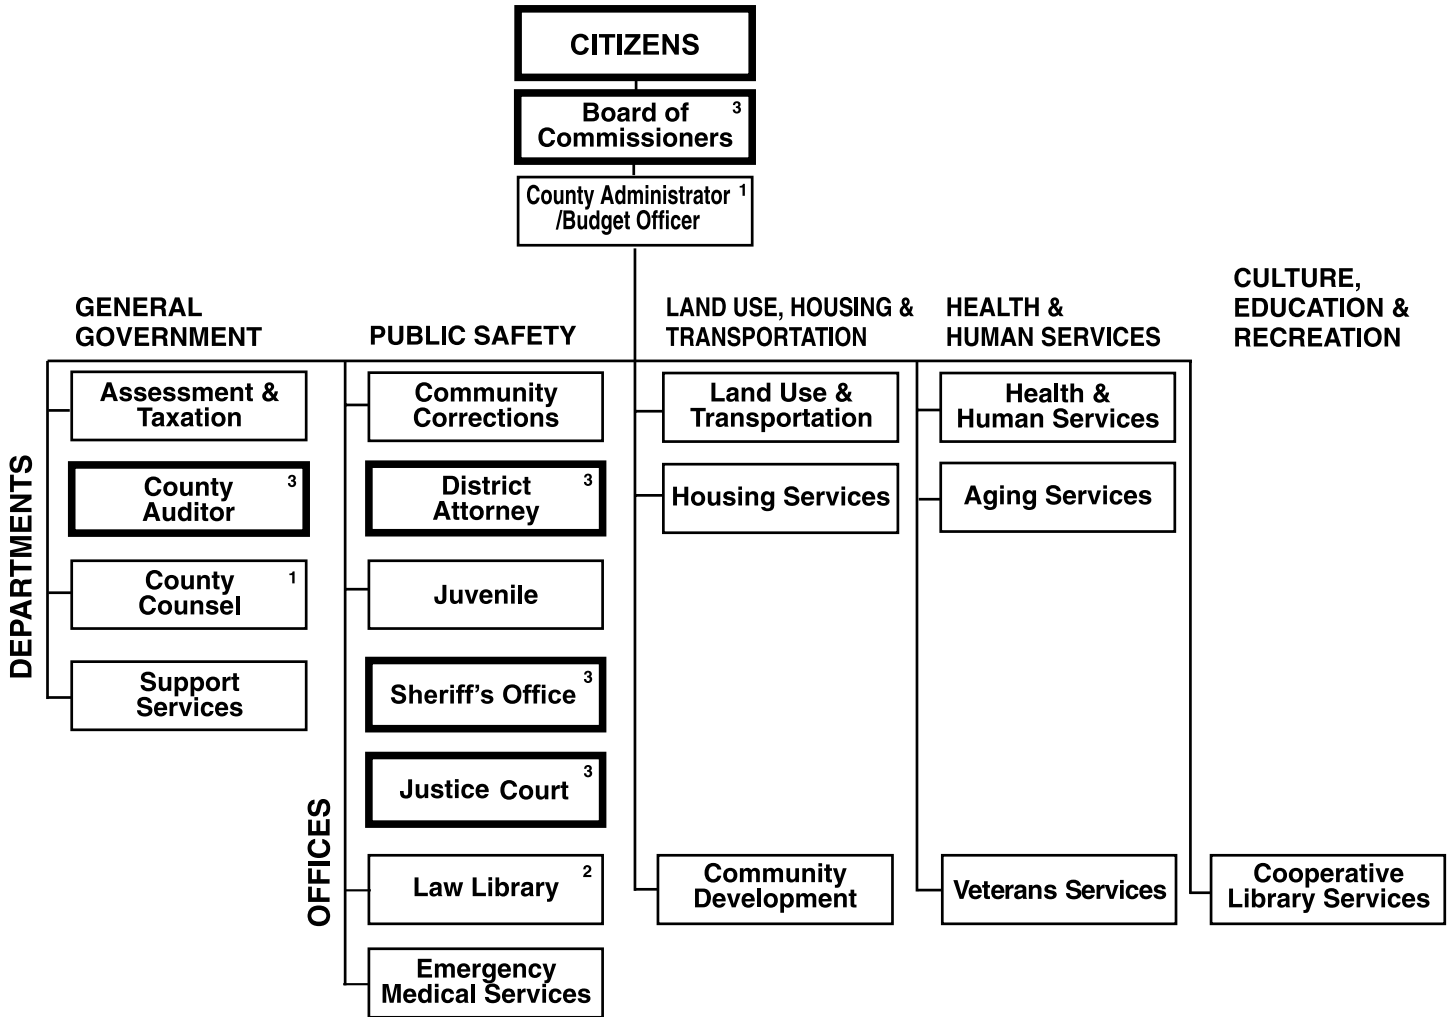 CITIZENS
Board of 3
Commissioners
County Administrator 1
/Budget Officer
GENERAL
GOVERNMENT
PUBLIC SAFETY
LAND USE, HOUSING &
TRANSPORTATION
HEALTH &
HUMAN SERVICES
CULTURE,
EDUCATION &
RECREATION
DEPARTMENTS
Assessment &
Taxation
County 3
Auditor
County 1
Counsel
Support
Services
OFFICES
Community
Corrections
District 3
Attorney
Juvenile
Sheriff's Office 3
Justice Court 3
Law Library 2
Emergency
Medical Services
Land Use &
Transportation
Housing Services
Community
Development
Health &
Human Services
Aging Services
Veterans Services
Cooperative
Library Services